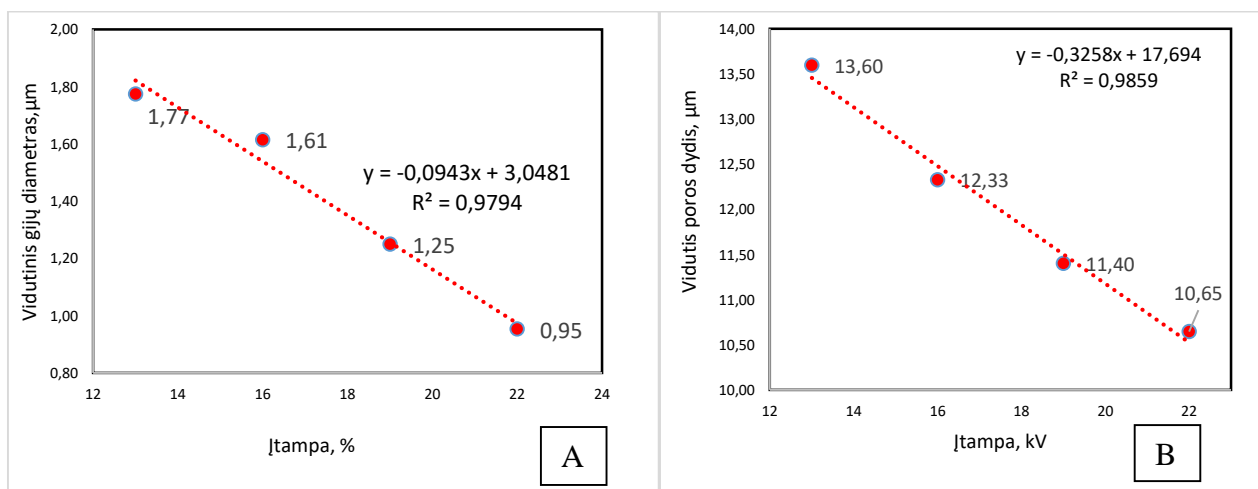 2,00
1,80
1,60
1,40
1,20
1,00
0,80
Vidutinis gijų diametras,µm
1,77
1,61
y = -0,0943x + 3,0481
R² = 0,9794
1,25
0,95
12 14 16 18 20 22 24
Įtampa, %
A
14,00
13,50
13,00
12,50
12,00
11,50
11,00
10,50
10,00
Vidutis poros dydis, µm
y = -0,3258x + 17,694
R² = 0,9859
13,60
12,33
11,40
10,65
12 14 16 18 20 22
Įtampa, kV
B